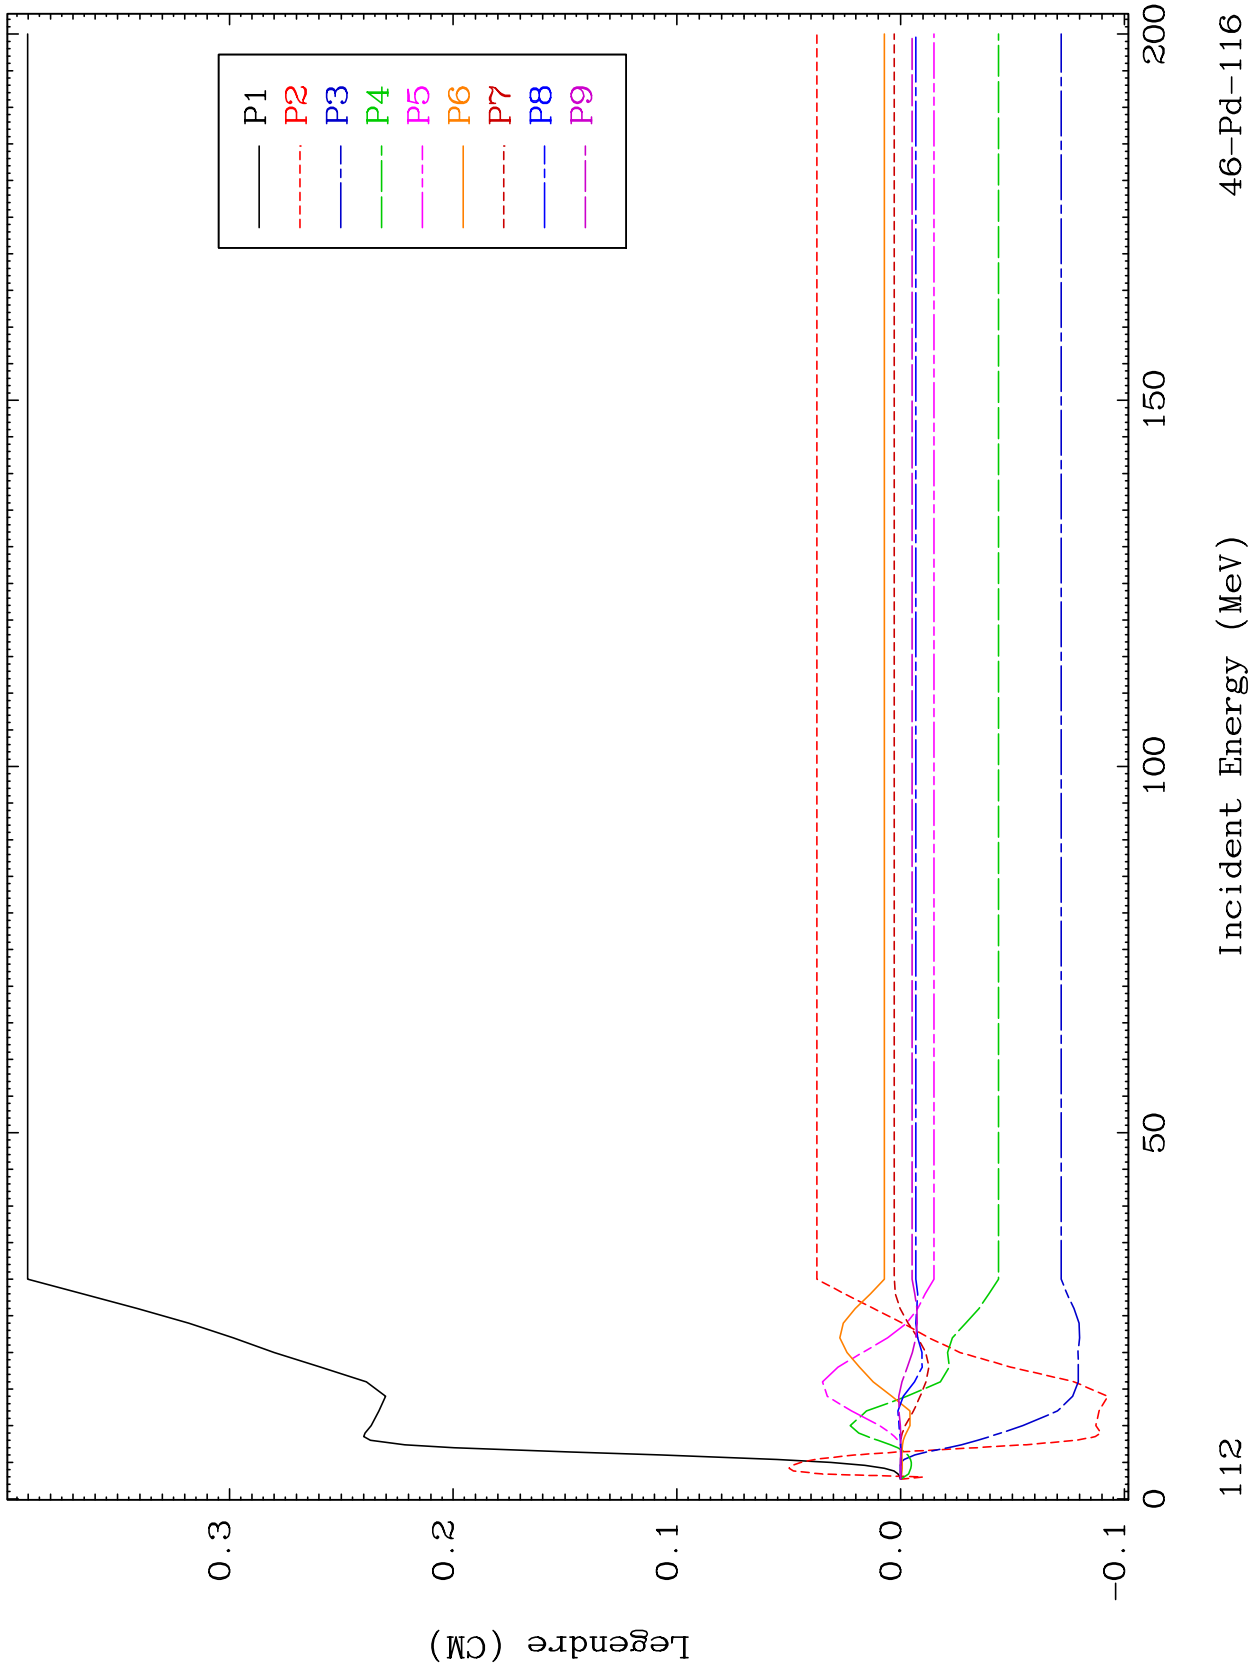 P1
P2
P3
P4
P5
P6
P7
P8
P9
Legendre (CM)
0.3
0.2
0.1
0.0
-0.1
0
50
100
150
200
Incident Energy (MeV)
112
46-Pd-116